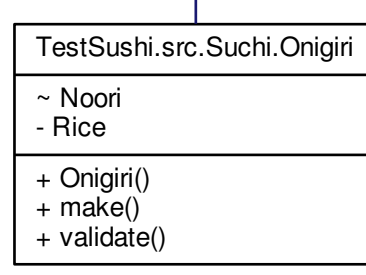 TestSushi.src.Suchi.Onigiri
~ Noori
- Rice
+ Onigiri()
+ make()
+ validate()